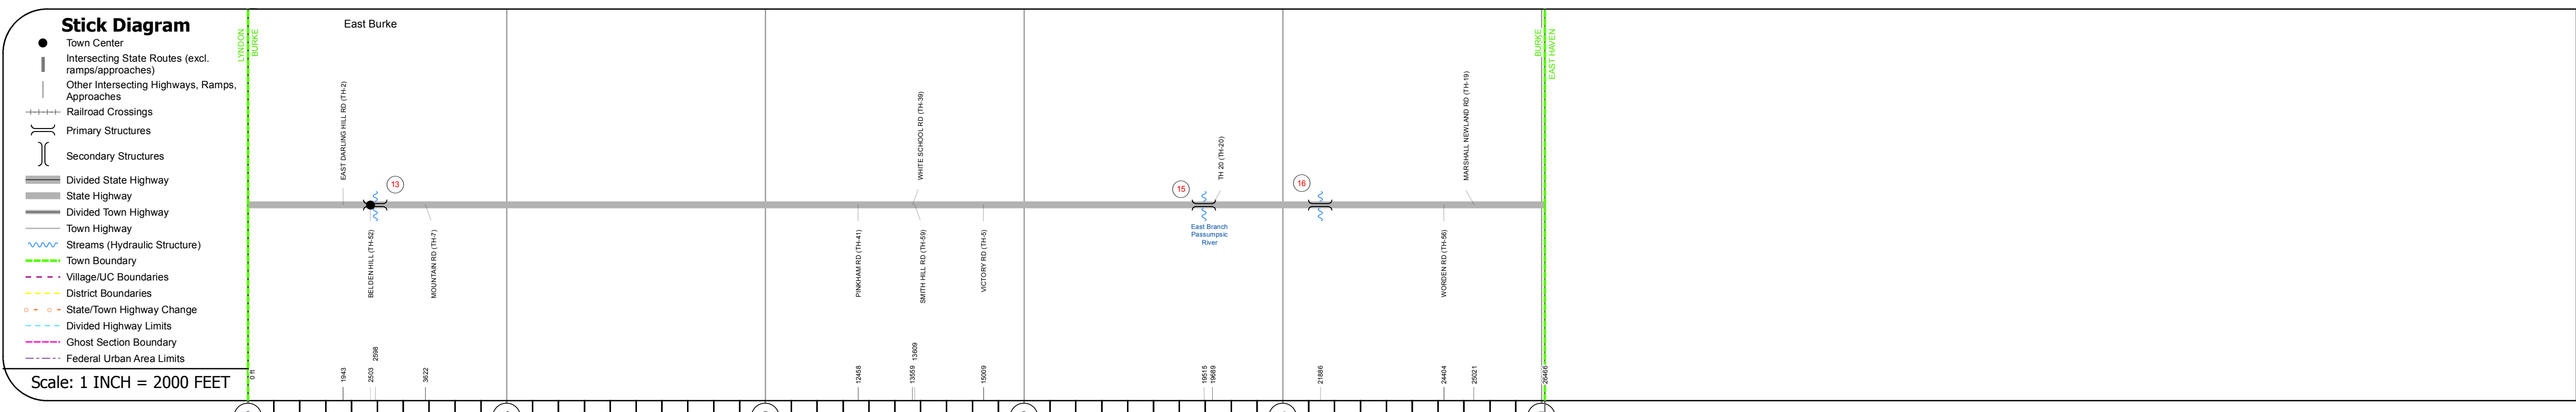 Stick Diagram
Town Center
Intersecting State Routes (excl.
ramps/approaches)
Other Intersecting Highways, Ramps,
Approaches
Railroad Crossings
Primary Structures
Secondary Structures
Divided State Highway
State Highway
Divided Town Highway
Town Highway
Streams (Hydraulic Structure)
Town Boundary
Village/UC Boundaries
District Boundaries
State/Town Highway Change
Divided Highway Limits
Ghost Section Boundary
Federal Urban Area Limits
Scale: 1 INCH = 2000 FEET
LYNDON
BURKE
East Burke
EAST DARLING HILL RD (TH-2)
13
BELDEN HILL (TH-52)
MOUNTAIN RD (TH-7)
PINKHAM RD (TH-41)
WHITE SCHOOL RD (TH-39)
SMITH HILL RD (TH-59)
VICTORY RD (TH-5)
15
East Branch
Passumpsic
River
TH 20 (TH-20)
16
WORDEN RD (TH-56)
MARSHALL NEWLAND RD (TH-19)
BURKE
EAST HAVEN
0 ft
1943
2503
2598
3622
12458
13559
13609
15009
19515
19689
21886
24404
25021
26466